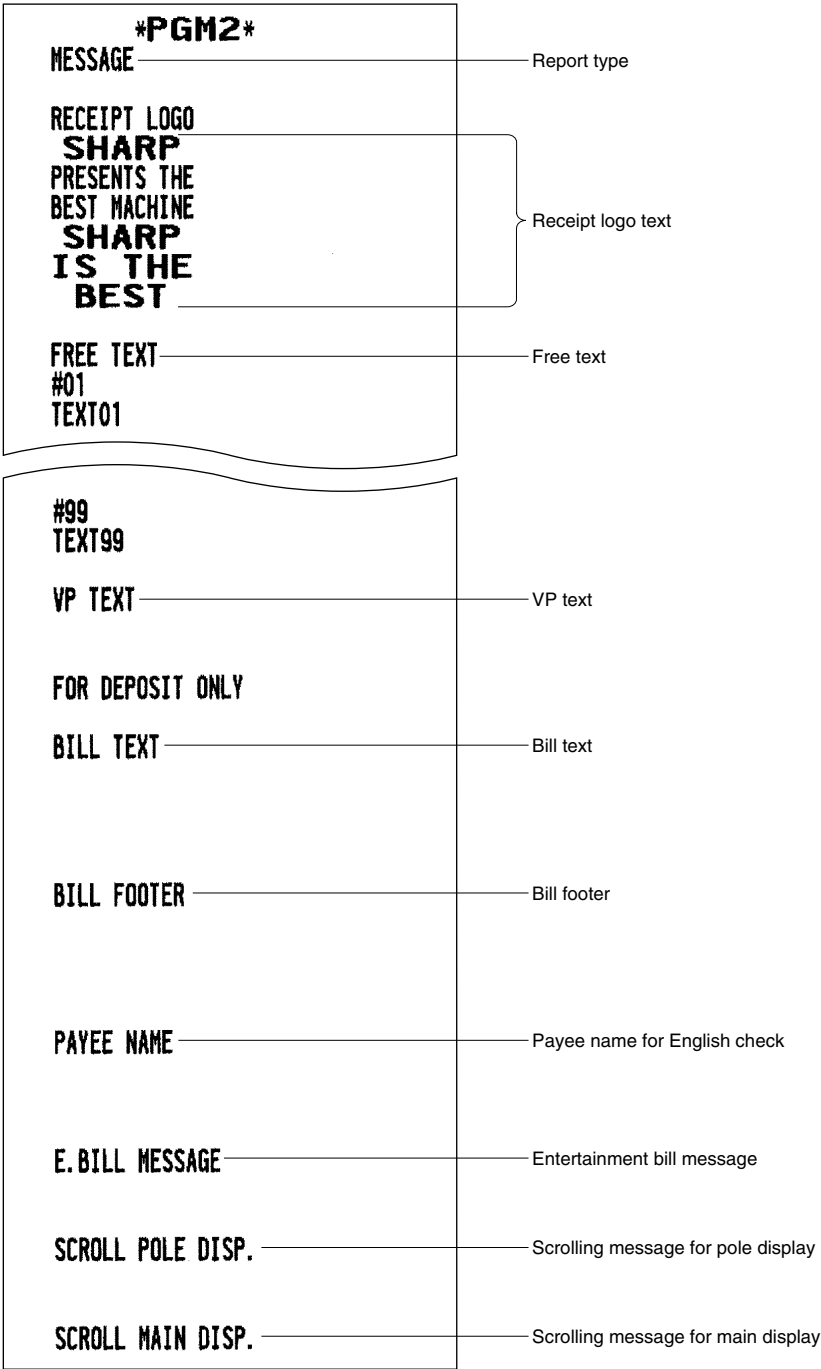 *PGM2*
MESSAGE Report type
RECEIPT LOGO
SHARP
PRESENTS THE
BEST MACHINE
SHARP Receipt logo text
IS THE
BEST
FREE TEXT Free text
#01
TEXT01
#99
TEXT99
VP TEXT VP text
FOR DEPOSIT ONLY
BILL TEXT Bill text
BILL FOOTER Bill footer
PAYEE NAME Payee name for English check
E.BILL MESSAGE Entertainment bill message
SCROLL POLE DISP. Scrolling message for pole display
SCROLL MAIN DISP. Scrolling message for main display